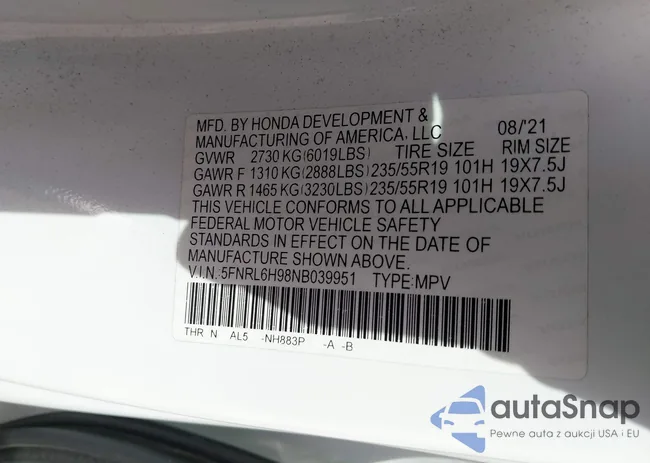 MFD. BY HONDA DEVELOPMENT &
MANUFACTURING OF AMERICA, LLC 08/'21
GVWR 2730 KG(6019LBS) TIRE SIZE RIM SIZE
GAWR F 1310 KG(2888LBS)235/55R19 101H 19X7.5J
GAWR R 1465 KG(3230LBS)235/55R19 101H 19X7.5J
THIS VEHICLE CONFORMS TO ALL APPLICABLE
FEDERAL MOTOR VEHICLE SAFETY
STANDARDS IN EFFECT ON THE DATE OF
MANUFACTURE SHOWN ABOVE.
V.I.N.:5FNRL6H98NB039951 TYPE:MPV
THR N AL5 -NH883P -A -B
autaSnap
Pewne auta z aukcji USA i EU